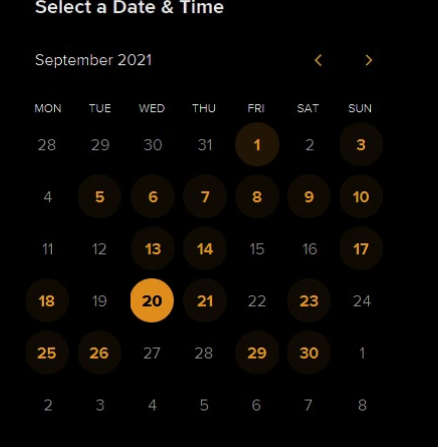 Select a Date & Time
September 2021 < >
MON TUE WED THU FRI SAT SUN
28 29 30 31 1 2 3
4 5 6 7 8 9 10
11 12 13 14 15 16 17
18 19 20 21 22 23 24
25 26 27 28 29 30 1
2 3 4 5 6 7 8